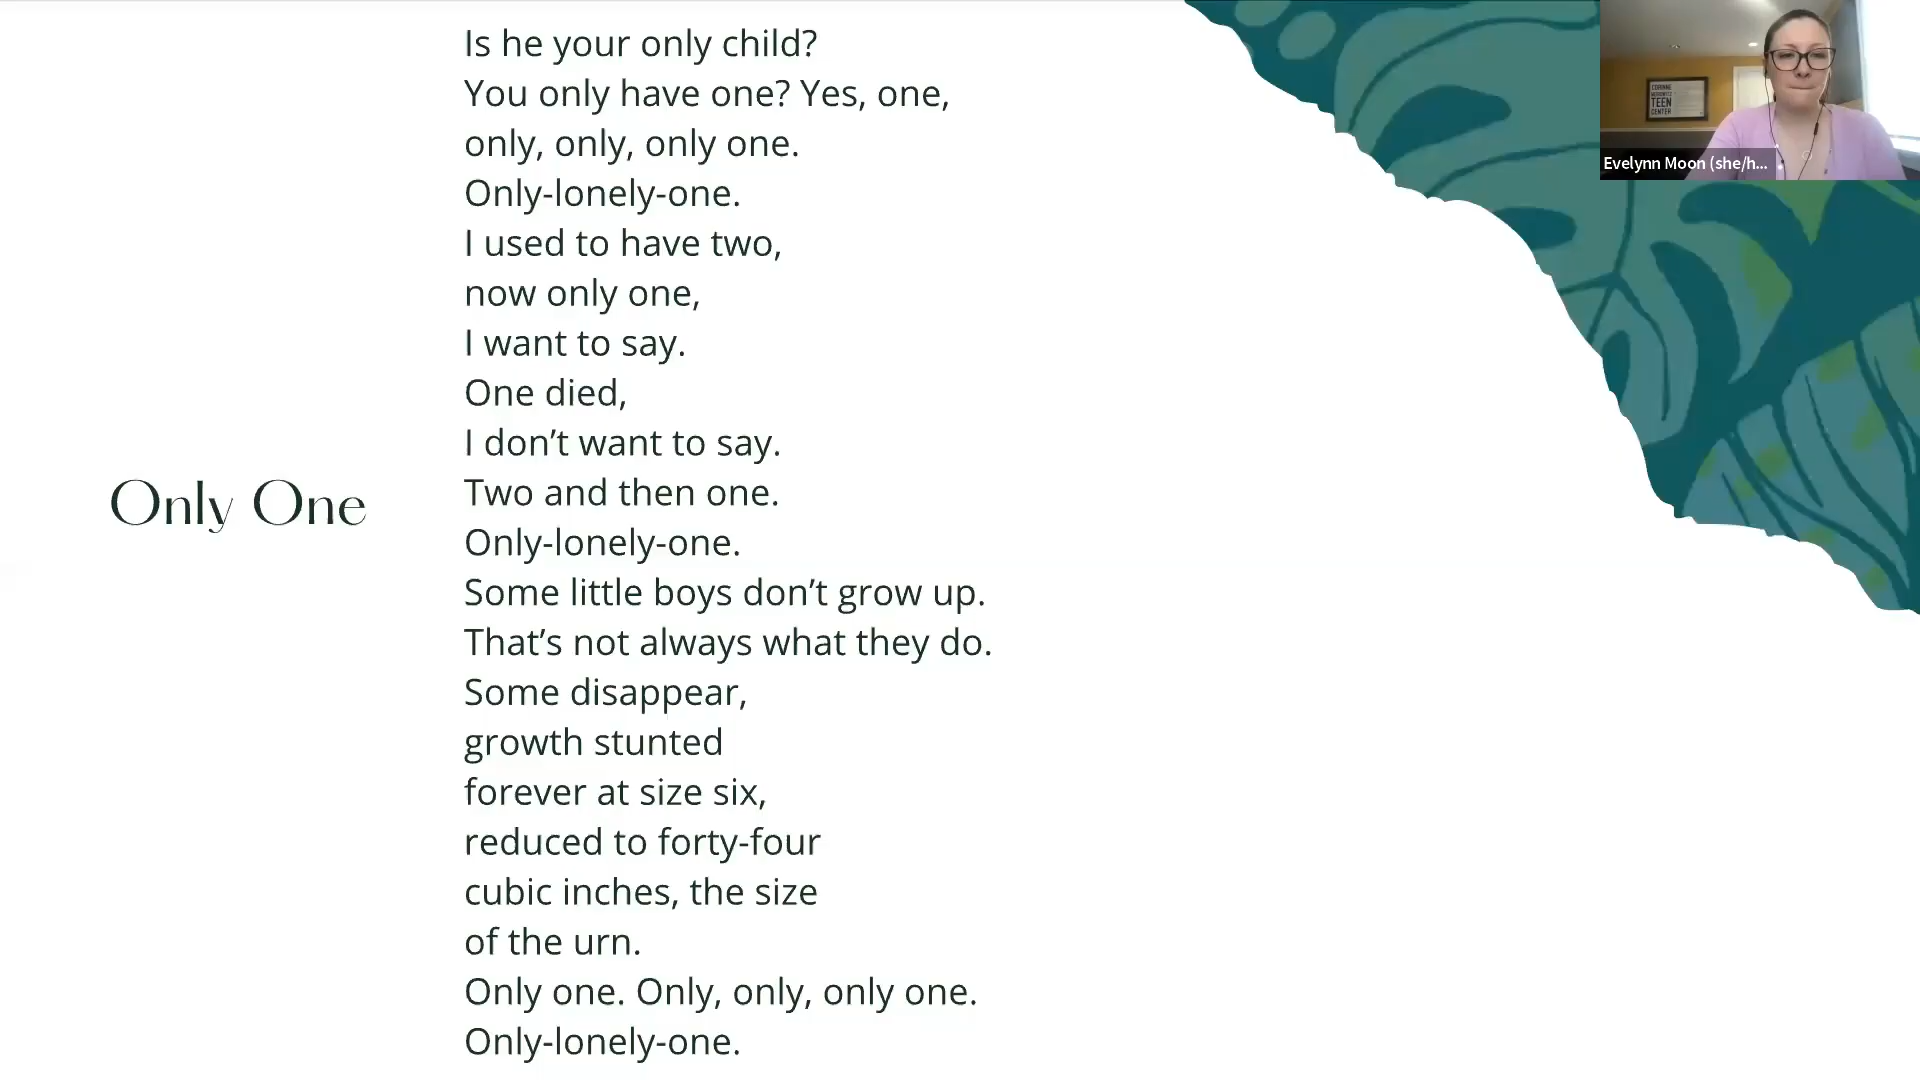 Is he your only child?
You only have one? Yes, one,
only, only, only one.
Only-lonely-one.
I used to have two,
now only one,
I want to say.
One died,
I don’t want to say.
Two and then one.
Only-lonely-one.
Some little boys don’t grow up.
That’s not always what they do.
Some disappear,
growth stunted
forever at size six,
reduced to forty-four
cubic inches, the size
of the urn.
Only one. Only, only, only one.
Only-lonely-one.
Only One
CORINNE
TEEN
CENTER
Evelynn Moon (she/h...